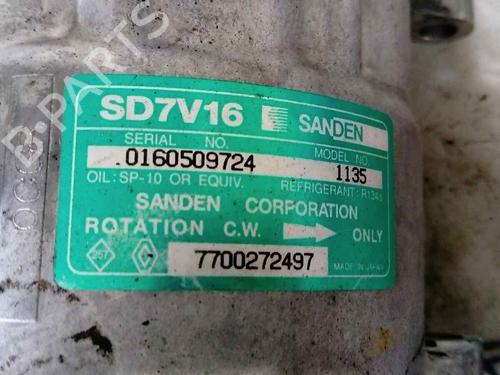 B-PARTS
SD7V16 SANDEN
SERIAL NO. MODEL NO.
.0160509724 1135
OIL: SP-10 OR EQUIV. REFRIGERANT: R134a
SANDEN CORPORATION
ROTATION C.W. ONLY
257
7700272497 MADE IN JAPAN